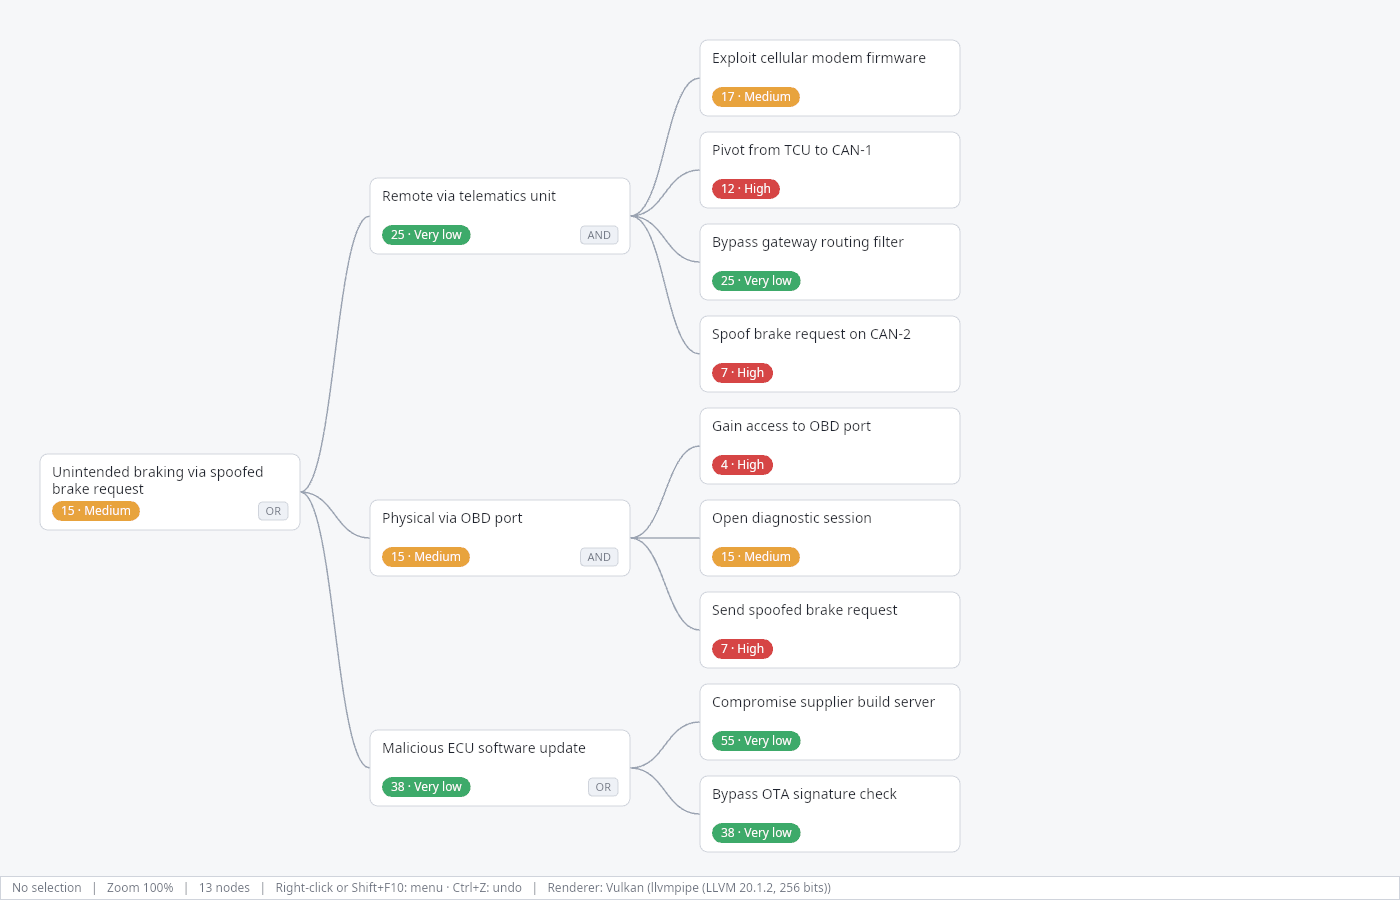 Exploit cellular modem firmware
17 · Medium
Pivot from TCU to CAN-1
12 · High
Remote via telematics unit
25 · Very low
AND
Bypass gateway routing filter
25 · Very low
Spoof brake request on CAN-2
7 · High
Gain access to OBD port
4 · High
Unintended braking via spoofed
brake request
15 · Medium
OR
Physical via OBD port
15 · Medium
AND
Open diagnostic session
15 · Medium
Send spoofed brake request
7 · High
Compromise supplier build server
55 · Very low
Malicious ECU software update
38 · Very low
OR
Bypass OTA signature check
38 · Very low
No selection | Zoom 100% | 13 nodes | Right-click or Shift+F10: menu · Ctrl+Z: undo | Renderer: Vulkan (llvmpipe (LLVM 20.1.2, 256 bits))